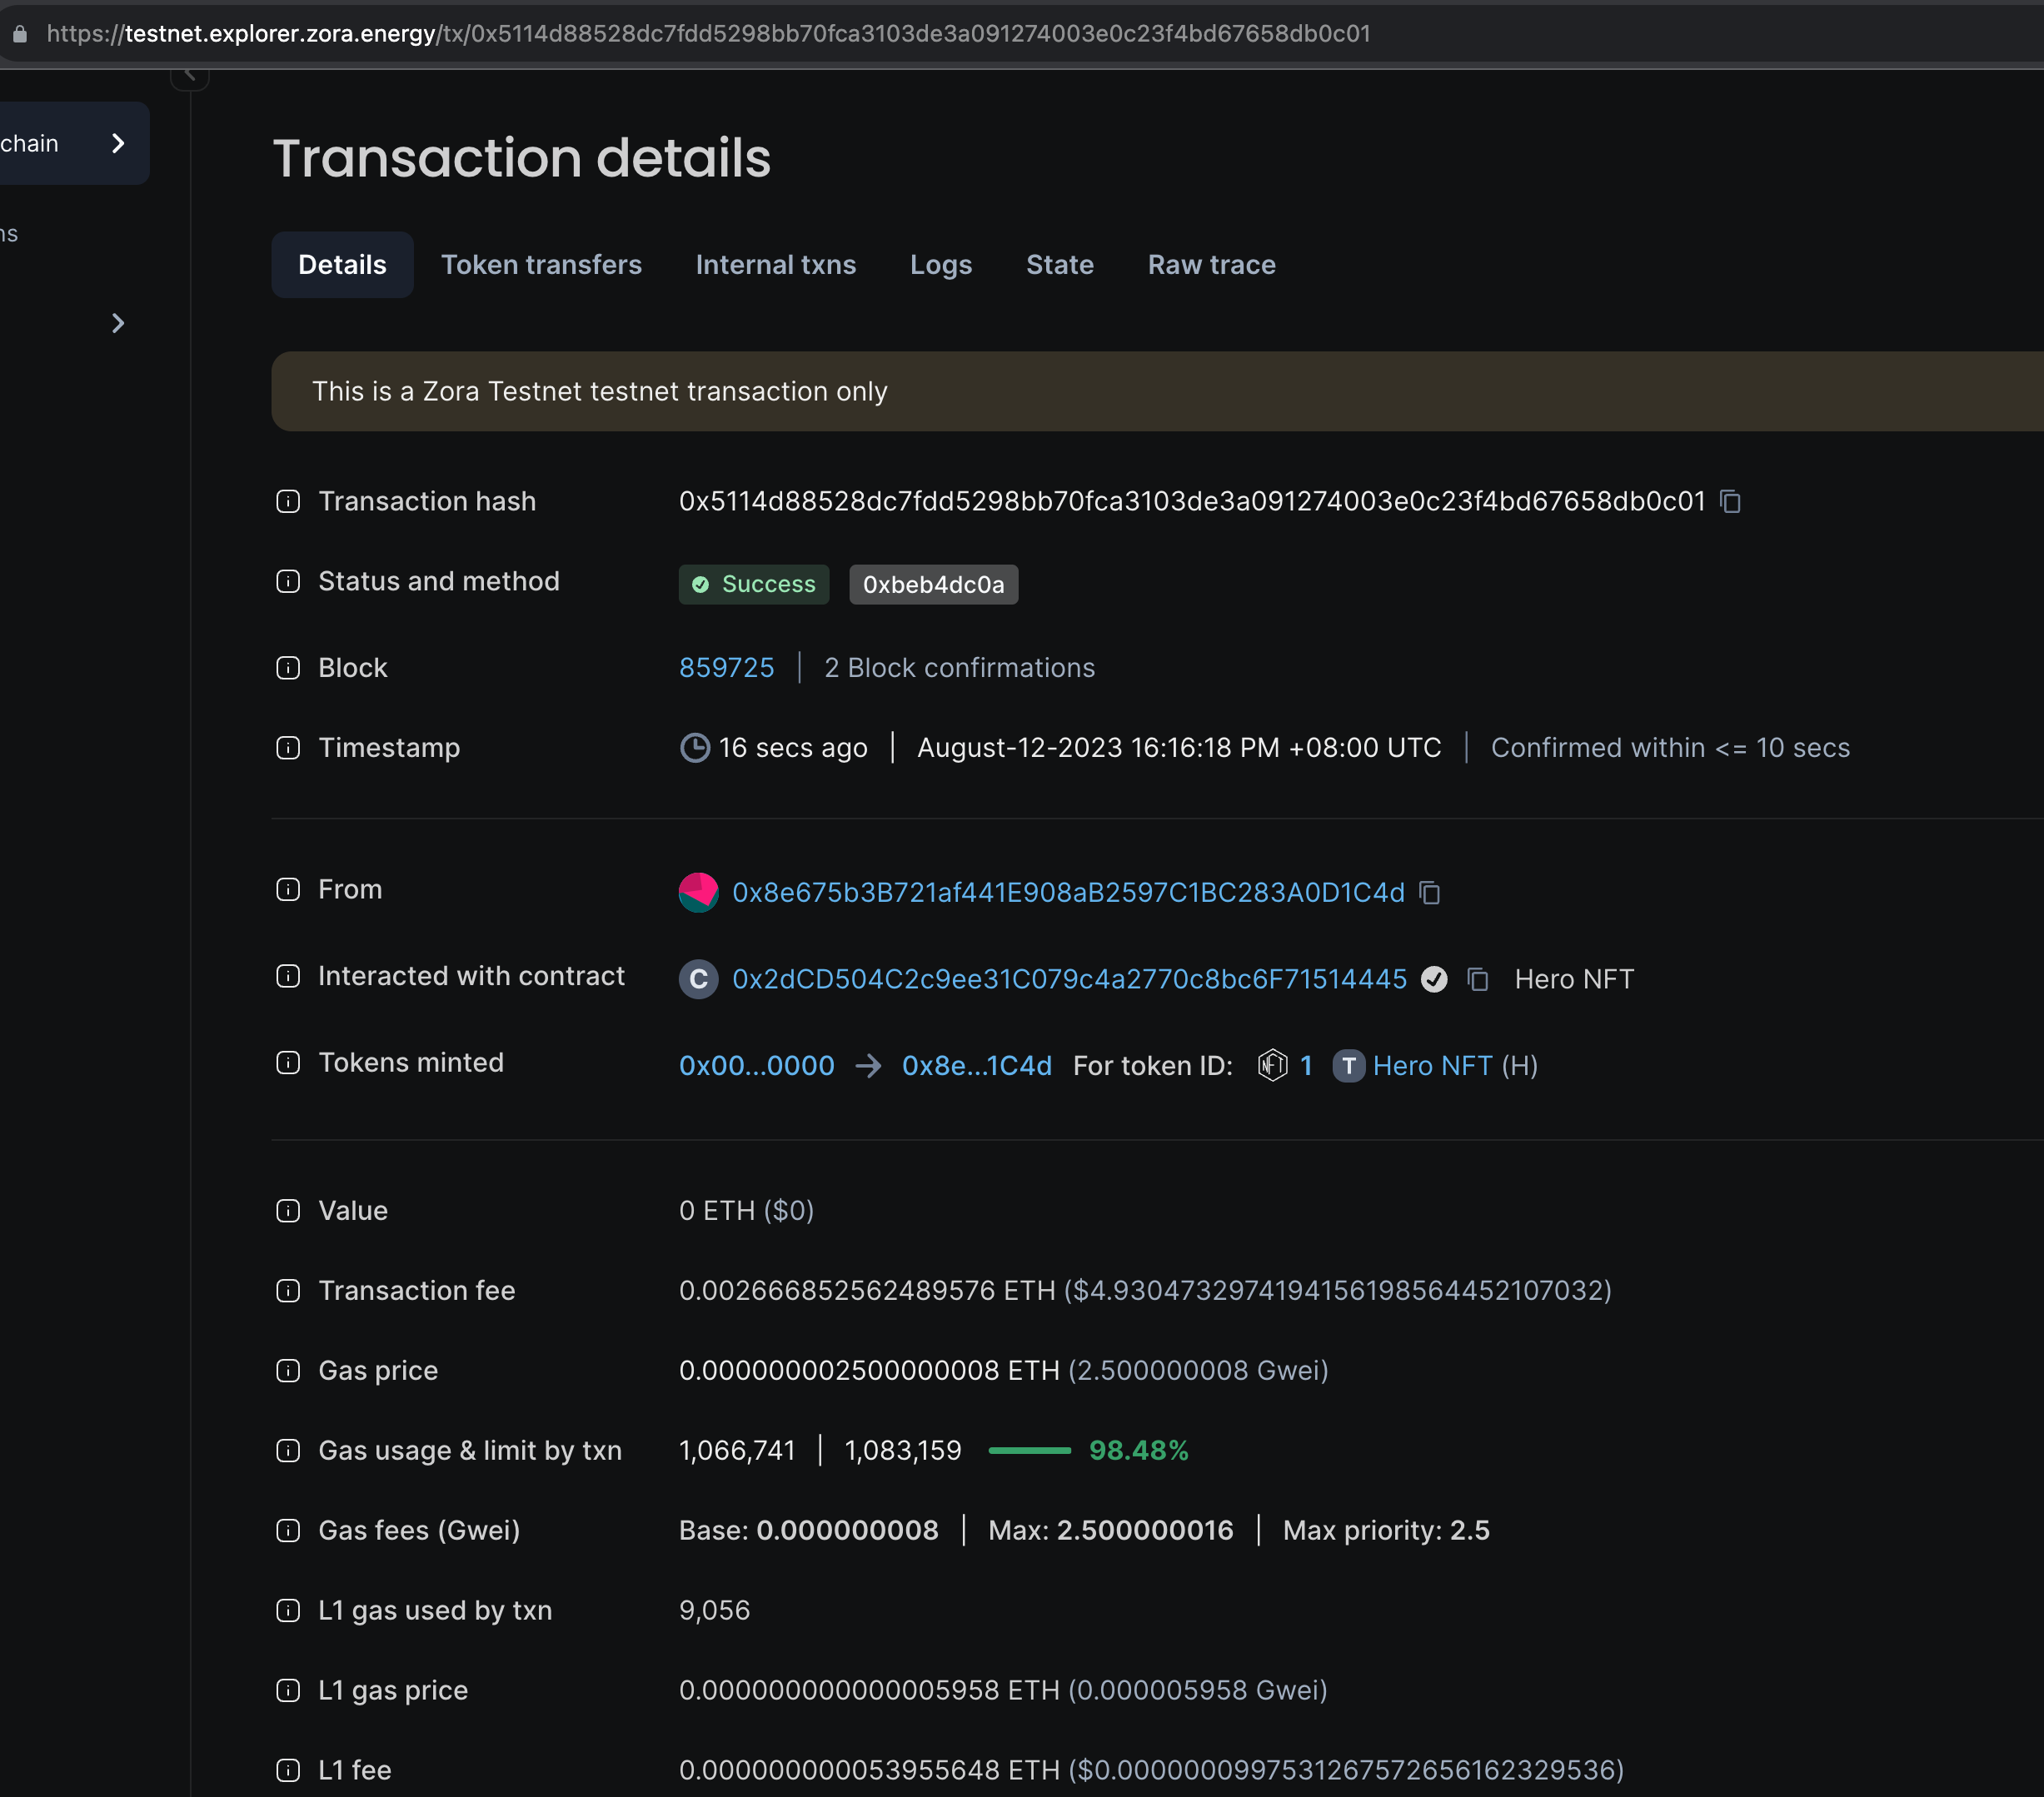 https://testnet.explorer.zora.energy/tx/0x5114d88528dc7fdd5298bb70fca3103de3a091274003e0c23f4bd67658db0c01
chain
ns
Transaction details
Details Token transfers Internal txns Logs State Raw trace
This is a Zora Testnet testnet transaction only
Transaction hash 0x5114d88528dc7fdd5298bb70fca3103de3a091274003e0c23f4bd67658db0c01
Status and method Success 0xbeb4dc0a
Block 859725 | 2 Block confirmations
Timestamp 16 secs ago | August-12-2023 16:16:18 PM +08:00 UTC | Confirmed within <= 10 secs
From 0x8e675b3B721af441E908aB2597C1BC283A0D1C4d
Interacted with contract C 0x2dCD504C2c9ee31C079c4a2770c8bc6F71514445 Hero NFT
Tokens minted 0x00...0000 → 0x8e...1C4d For token ID: NFT 1 T Hero NFT (H)
Value 0 ETH ($0)
Transaction fee 0.002666852562489576 ETH ($4.930473297419415619856445210​7032)
Gas price 0.000000002500000008 ETH (2.500000008 Gwei)
Gas usage & limit by txn 1,066,741 | 1,083,159 98.48%
Gas fees (Gwei) Base: 0.000000008 | Max: 2.500000016 | Max priority: 2.5
L1 gas used by txn 9,056
L1 gas price 0.000000000000005958 ETH (0.000005958 Gwei)
L1 fee 0.000000000053955648 ETH ($0.0000000997531267572656162329536)